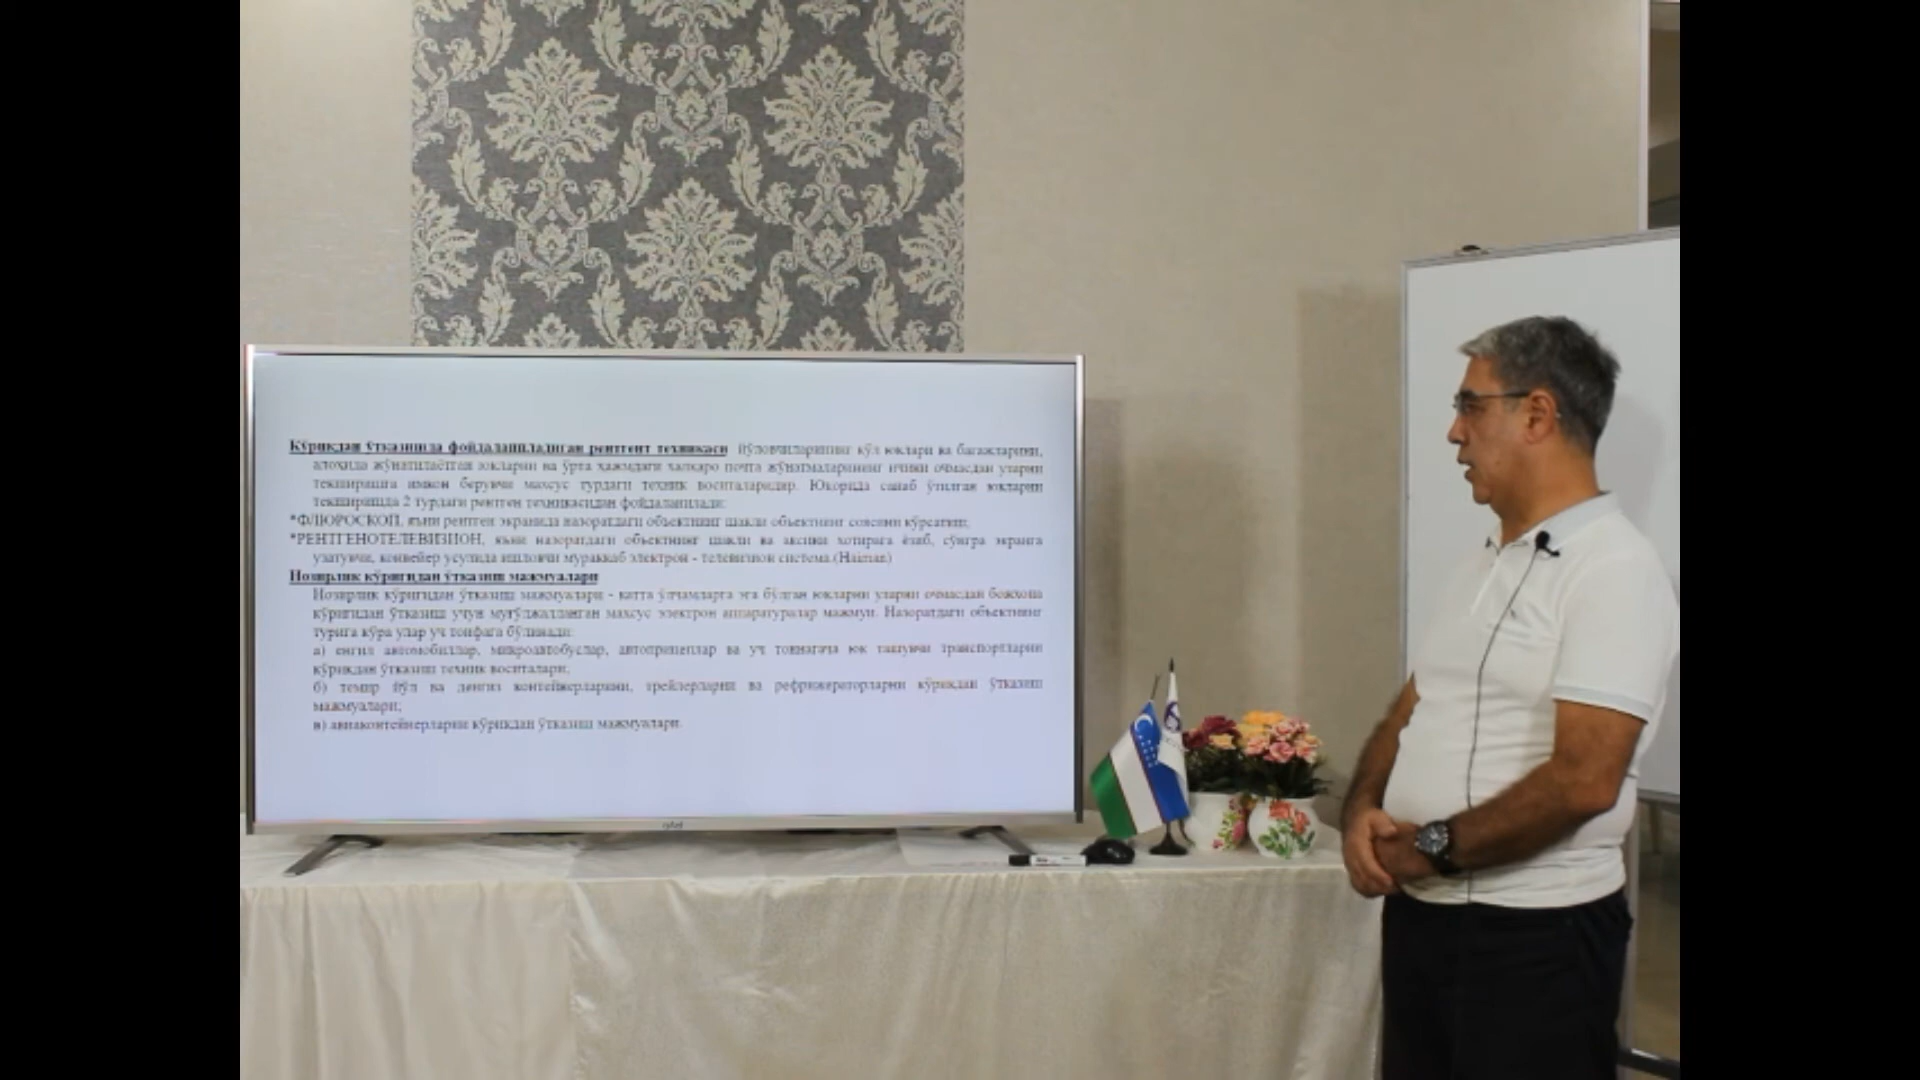 Кўрикдан ўтказишда фойдаланиладиган рентген техникаси йўловчиларнинг қўл юклари ва багажларини,
алоҳида жўнатилаётган юкларни ва ўрта ҳажмдаги халқаро почта жўнатмаларининг ичини очмасдан уларни
текширишга имкон берувчи махсус турдаги техник воситаларидир. Юқорида санаб ўтилган юкларни
текширишда 2 турдаги рентген техникасидан фойдаланилади:
*ФЛЮРОСКОП, яъни рентген экранида назоратдаги объектнинг шакли объектнинг соясини кўрсатиш;
*РЕНТГЕНОТЕЛЕВИЗИОН, яъни назоратдаги объектнинг шакли ва аксини хотирага ёзиб, сўнгра экранга
узатувчи, конвейер усулида ишловчи мураккаб электрон - телевизион система.(Haiman)
Нозирлик кўригидан ўтказиш мажмуалари
Нозирлик кўригидан ўтказиш мажмуалари - катта ўлчамларга эга бўлган юкларни уларни очмасдан божхона
кўригидан ўтказиш учун мўлжалланган махсус электрон аппаратуралар мажмуи. Назоратдаги объектнинг
турига кўра улар уч тоифага бўлинади:
а) енгил автомобиллар, микроавтобуслар, автоприцеплар ва уч тоннагача юк ташувчи транспортларни
кўрикдан ўтказиш техник воситалари;
б) темир йўл ва денгиз контейнерларини, трейлерларни ва рефрижераторларни кўрикдан ўтказиш
мажмуалари;
в) авиаконтейнерларни кўрикдан ўтказиш мажмуалари.